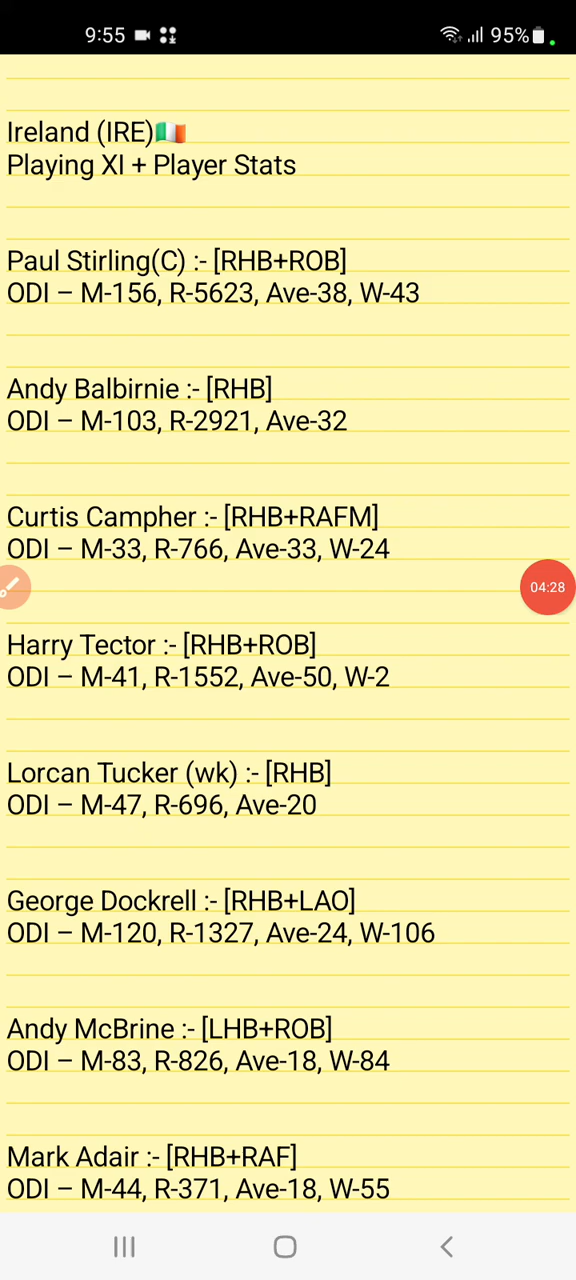 9:55
95%
Ireland (IRE)🇮🇪
Playing XI + Player Stats
Paul Stirling(C) :- [RHB+ROB]
ODI – M-156, R-5623, Ave-38, W-43
Andy Balbirnie :- [RHB]
ODI – M-103, R-2921, Ave-32
Curtis Campher :- [RHB+RAFM]
ODI – M-33, R-766, Ave-33, W-24
04:28
Harry Tector :- [RHB+ROB]
ODI – M-41, R-1552, Ave-50, W-2
Lorcan Tucker (wk) :- [RHB]
ODI – M-47, R-696, Ave-20
George Dockrell :- [RHB+LAO]
ODI – M-120, R-1327, Ave-24, W-106
Andy McBrine :- [LHB+ROB]
ODI – M-83, R-826, Ave-18, W-84
Mark Adair :- [RHB+RAF]
ODI – M-44, R-371, Ave-18, W-55